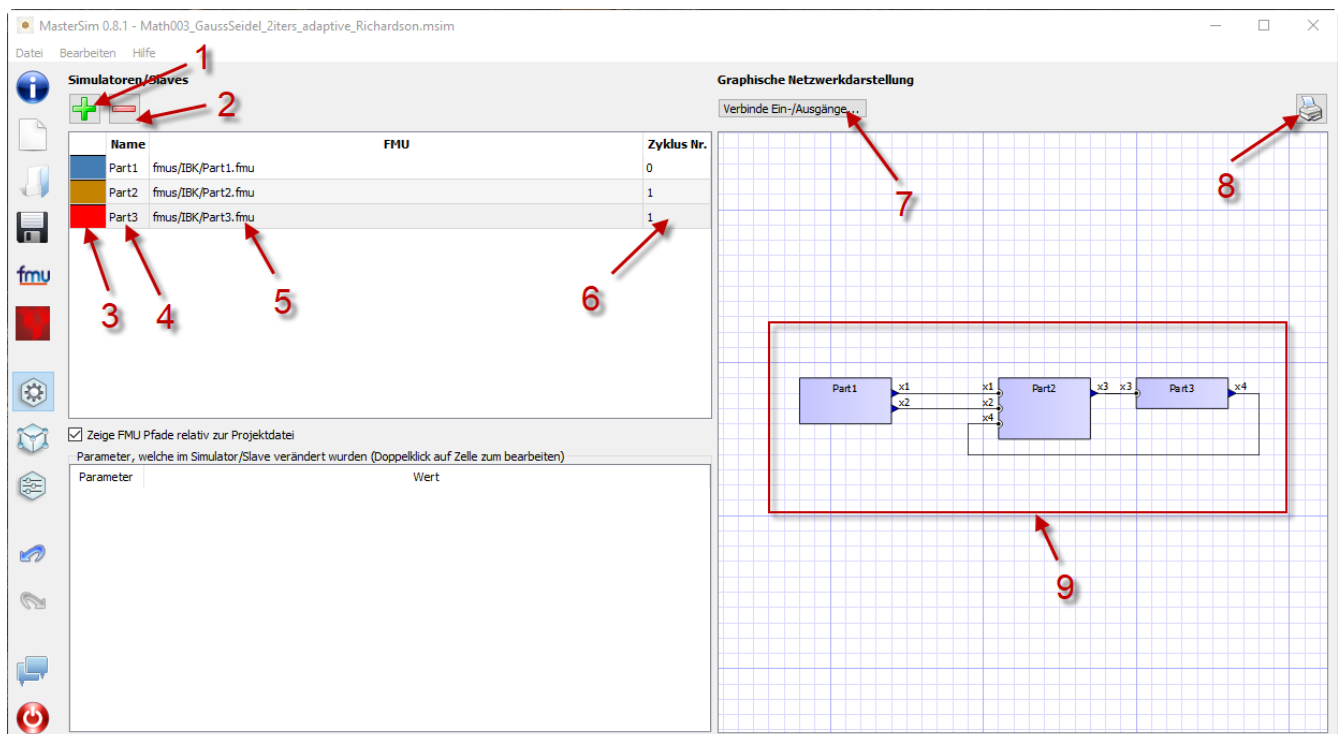 MasterSim 0.8.1 - Math003_GaussSeidel_2iters_adaptive_Richardson.msim
Datei Bearbeiten Hilfe
1
Simulatoren/Slaves
Graphische Netzwerkdarstellung
2
Verbinde Ein-/Ausgänge...
Name FMU Zyklus Nr.
Part1 fmus/IBK/Part1.fmu 0
Part2 fmus/IBK/Part2.fmu 1
Part3 fmus/IBK/Part3.fmu 1
7
8
fmu
3
4
5
6
Part1 x1 x1 Part2 x3 x3 Part3 x4
x2 x2
x4
Zeige FMU Pfade relativ zur Projektdatei
Parameter, welche im Simulator/Slave verändert wurden (Doppelklick auf Zelle zum bearbeiten)
Parameter Wert
9